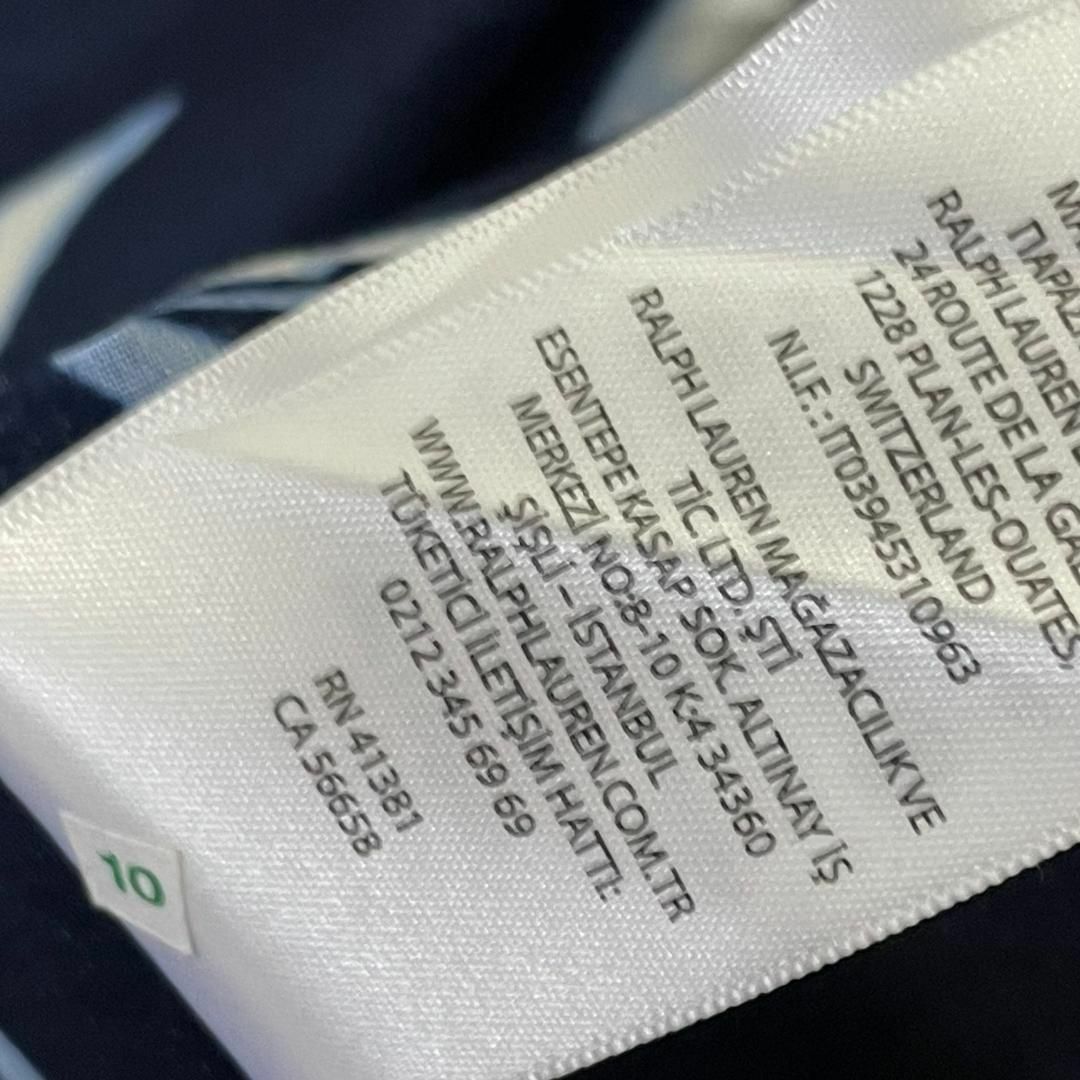 RALPH LAUREN
24 ROUTE DE LA
1228 PLAN-LES-OUATES,
SWITZERLAND
N.I.F. : IT03945310963
RALPH LAUREN MAĞAZACILIK VE
TİC. LTD. ŞTİ
ESENTEPE KASAP SOK. ALTINAY İŞ
MERKEZİ NO:8-10 K:4 34360
ŞİŞLİ – İSTANBUL
WWW.RALPHLAUREN.COM.TR
TÜKETİCİ İLETİŞİM HATTI:
0212 345 69 69
RN 41381
CA 56658
10